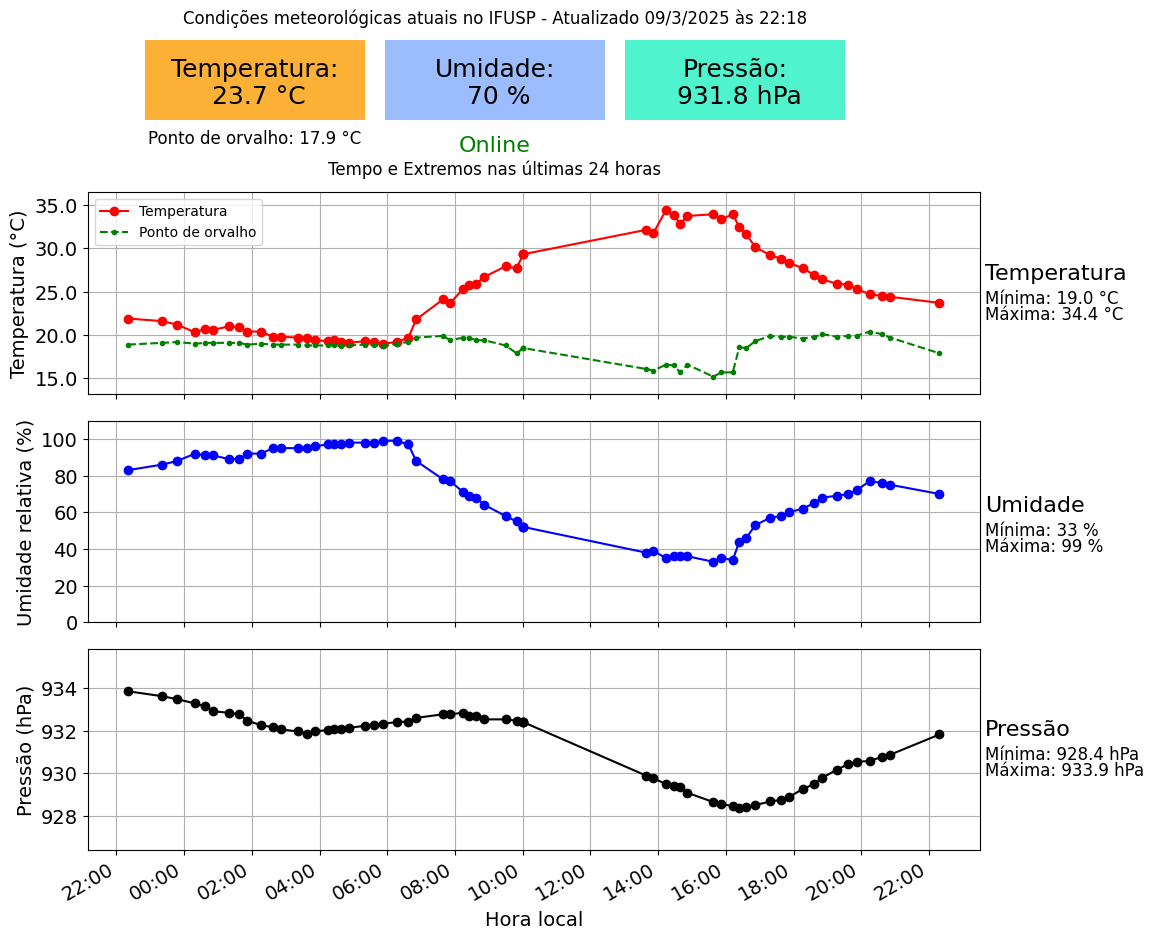 Condições meteorológicas atuais no IFUSP - Atualizado 09/3/2025 às 22:18
Temperatura:
23.7 °C
Umidade:
70 %
Pressão:
931.8 hPa
Ponto de orvalho: 17.9 °C
Online
Tempo e Extremos nas últimas 24 horas
Temperatura (°C)
35.0
30.0
25.0
20.0
15.0
Temperatura
Ponto de orvalho
Temperatura
Mínima: 19.0 °C
Máxima: 34.4 °C
Umidade relativa (%)
100
80
60
40
20
0
Umidade
Mínima: 33 %
Máxima: 99 %
Pressão (hPa)
934
932
930
928
Pressão
Mínima: 928.4 hPa
Máxima: 933.9 hPa
22:00 00:00 02:00 04:00 06:00 08:00 10:00 12:00 14:00 16:00 18:00 20:00 22:00
Hora local